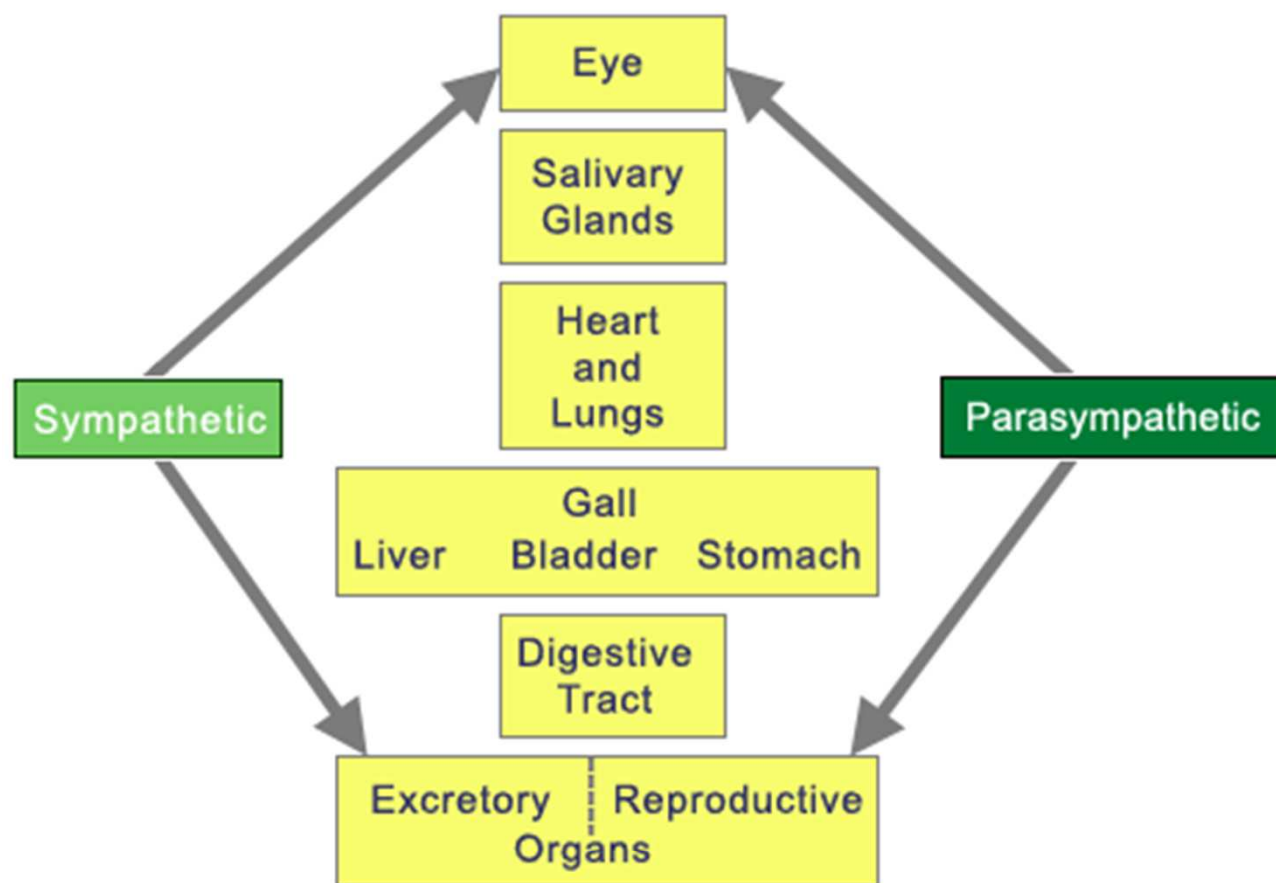 Eye
Salivary
Glands
Heart
and
Lungs
Sympathetic
Parasympathetic
Gall
Liver Bladder Stomach
Digestive
Tract
Excretory Reproductive
Organs